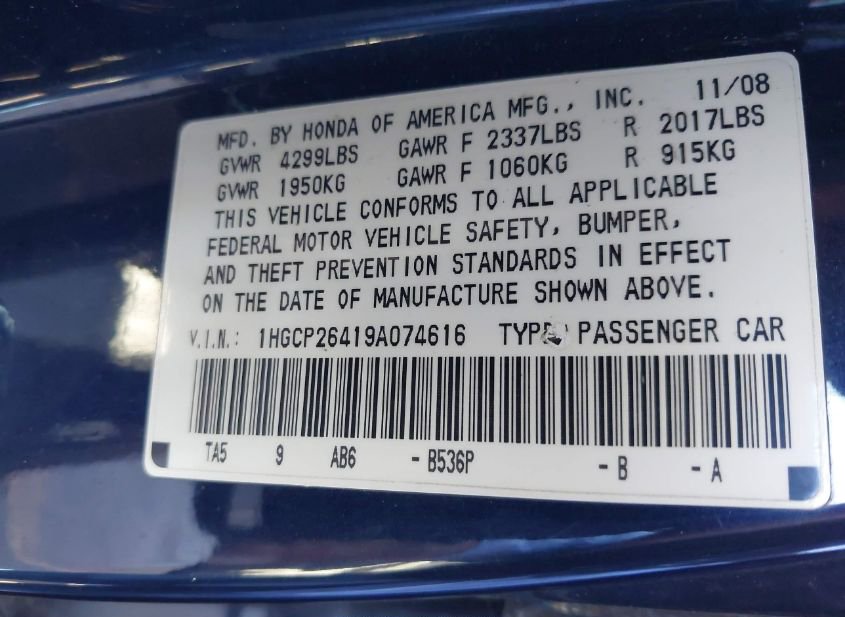 MFD. BY HONDA OF AMERICA MFG., INC. 11/08
GVWR 4299LBS GAWR F 2337LBS R 2017LBS
GVWR 1950KG GAWR F 1060KG R 915KG
THIS VEHICLE CONFORMS TO ALL APPLICABLE
FEDERAL MOTOR VEHICLE SAFETY, BUMPER,
AND THEFT PREVENTION STANDARDS IN EFFECT
ON THE DATE OF MANUFACTURE SHOWN ABOVE.
V.I.N.: 1HGCP26419A074616 TYPE: PASSENGER CAR
TA5 9 AB6 - B536P - B - A